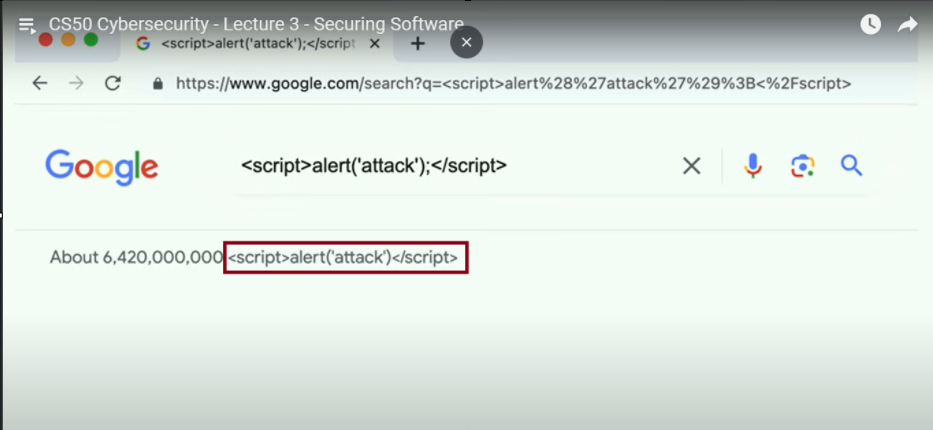 CS50 Cybersecurity - Lecture 3 - Securing Software
<script>alert('attack');</script
https://www.google.com/search?q=<script>alert%28%27attack%27%29%3B<%2Fscript>
Google <script>alert('attack');</script>
About 6,420,000,000 <script>alert('attack')</script>